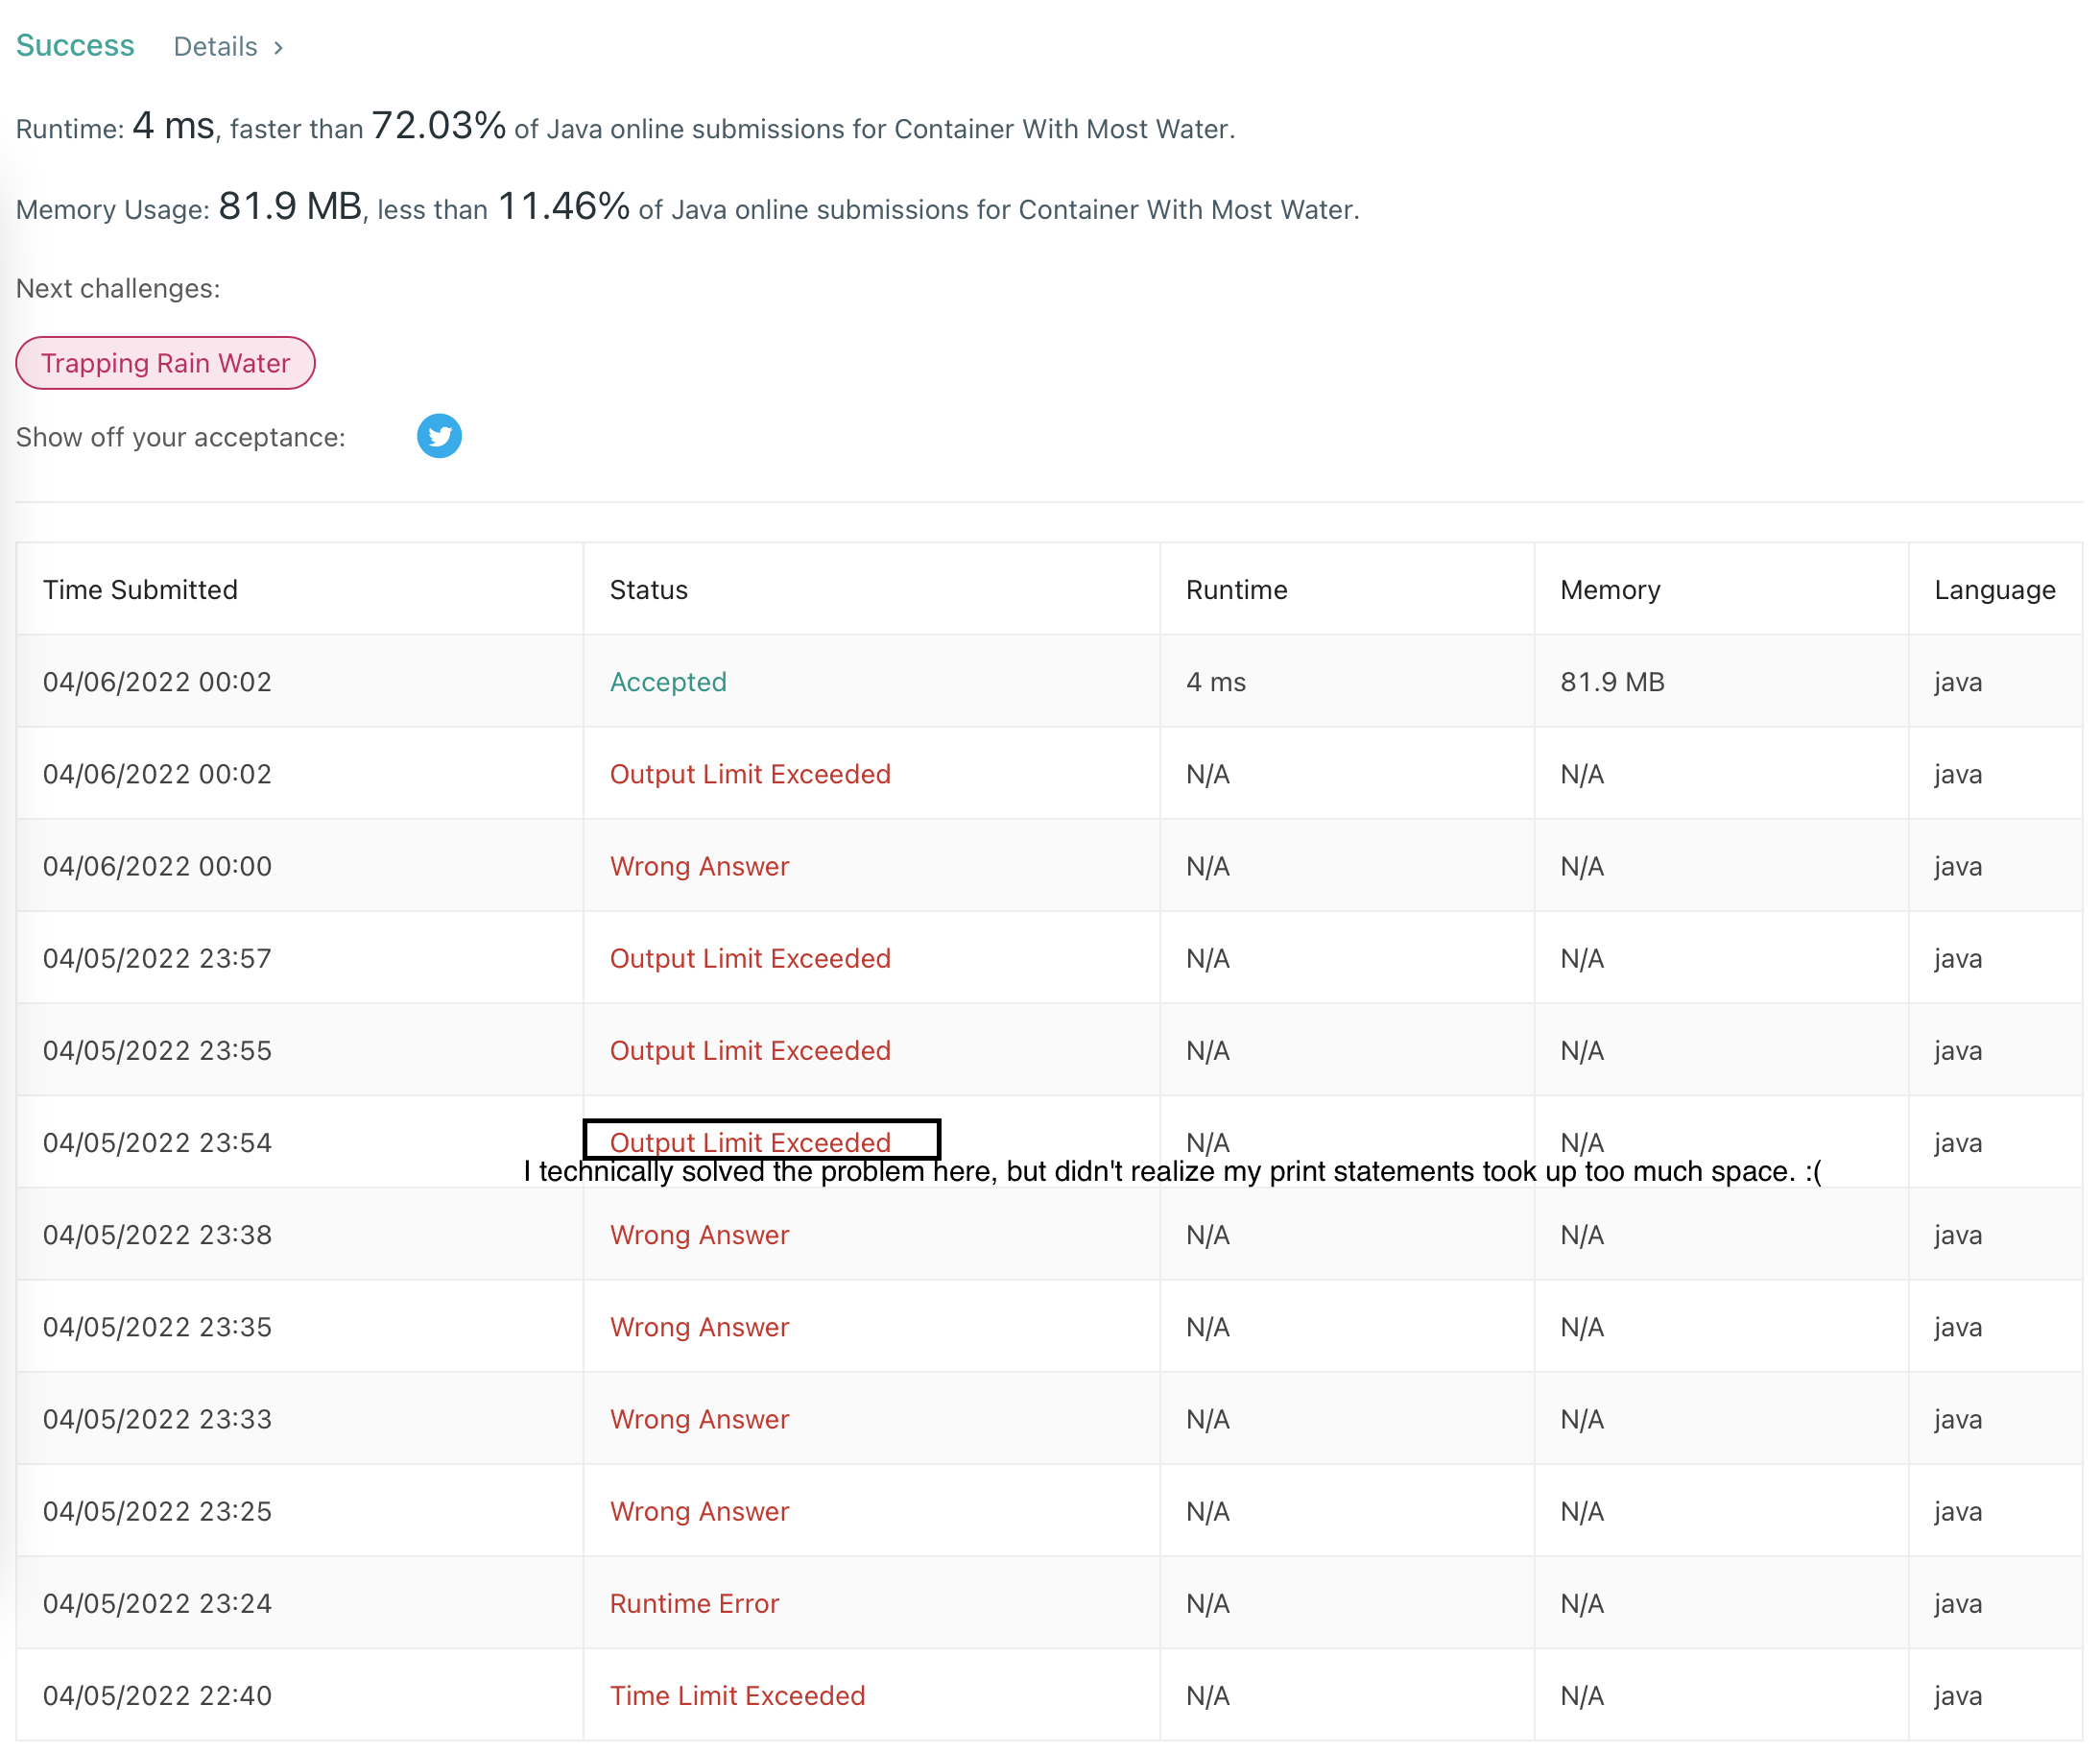 Success Details >
Runtime: 4 ms, faster than 72.03% of Java online submissions for Container With Most Water.
Memory Usage: 81.9 MB, less than 11.46% of Java online submissions for Container With Most Water.
Next challenges:
Trapping Rain Water
Show off your acceptance:
Time Submitted Status Runtime Memory Language
04/06/2022 00:02 Accepted 4 ms 81.9 MB java
04/06/2022 00:02 Output Limit Exceeded N/A N/A java
04/06/2022 00:00 Wrong Answer N/A N/A java
04/05/2022 23:57 Output Limit Exceeded N/A N/A java
04/05/2022 23:55 Output Limit Exceeded N/A N/A java
04/05/2022 23:54 Output Limit Exceeded N/A N/A java
I technically solved the problem here, but didn't realize my print statements took up too much space. :(
04/05/2022 23:38 Wrong Answer N/A N/A java
04/05/2022 23:35 Wrong Answer N/A N/A java
04/05/2022 23:33 Wrong Answer N/A N/A java
04/05/2022 23:25 Wrong Answer N/A N/A java
04/05/2022 23:24 Runtime Error N/A N/A java
04/05/2022 22:40 Time Limit Exceeded N/A N/A java